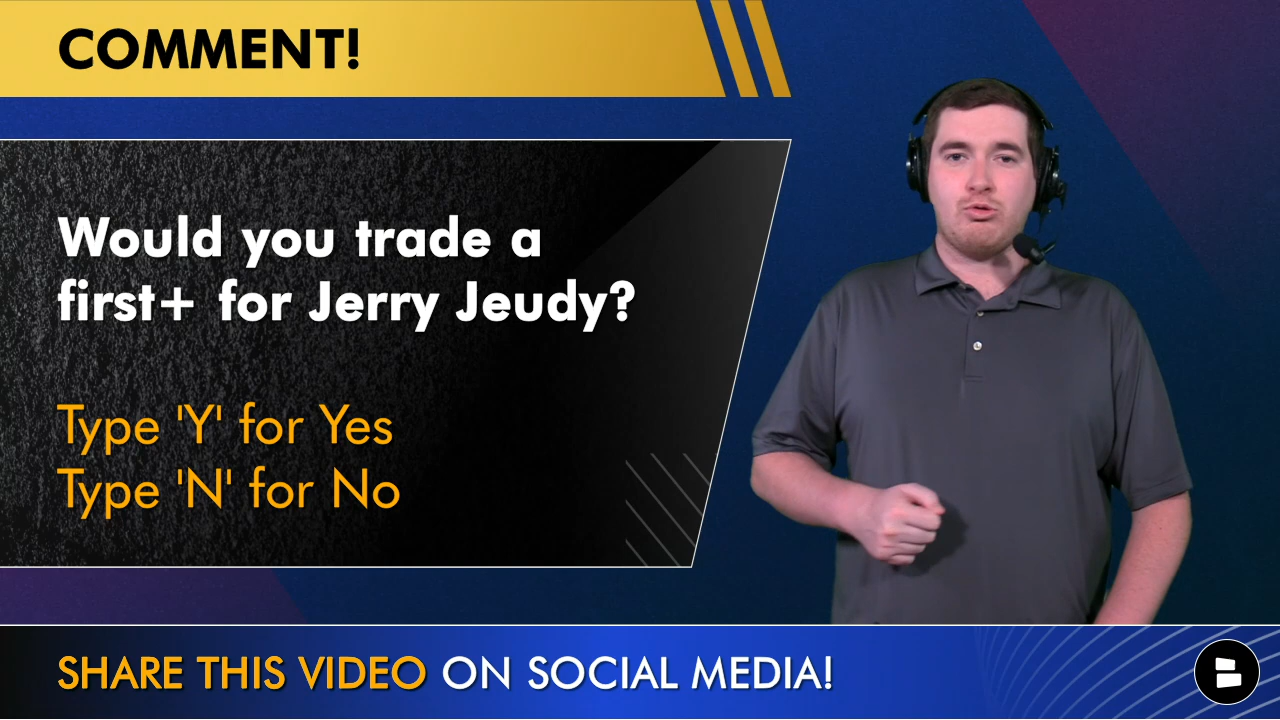 COMMENT!
Would you trade a
first+ for Jerry Jeudy?
Type 'Y' for Yes
Type 'N' for No
SHARE THIS VIDEO ON SOCIAL MEDIA!